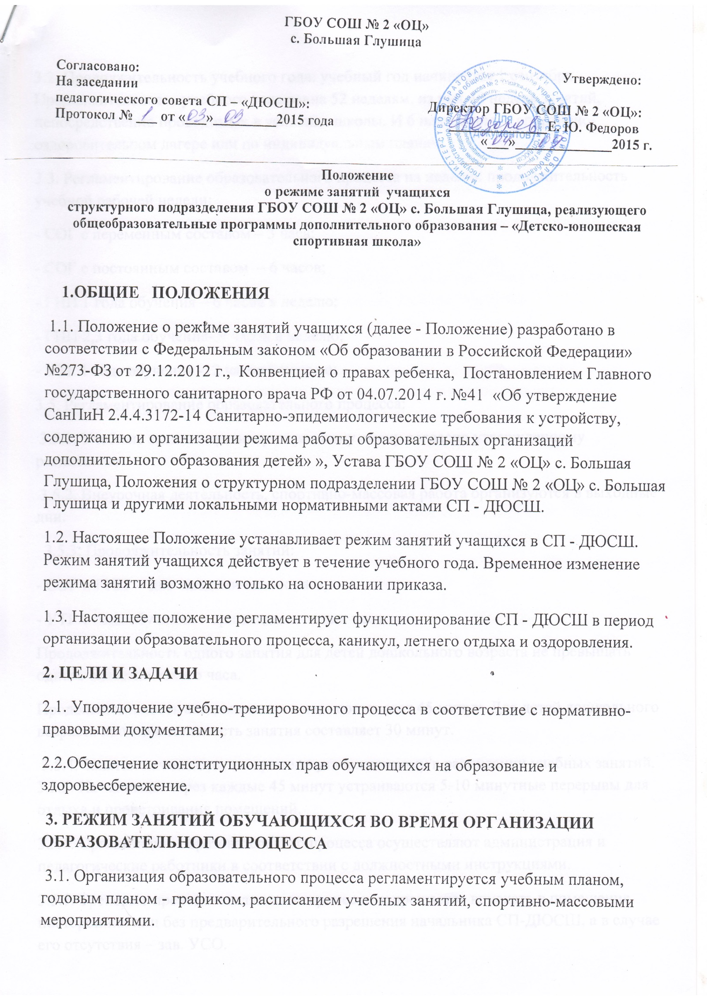 ГБОУ СОШ № 2 «ОЦ»
с. Большая Глушица
Согласовано:
На заседании
педагогического совета СП – «ДЮСШ»:
Протокол № 1 от «03» 09 2015 года
Утверждено:
Директор ГБОУ СОШ № 2 «ОЦ»:
Е. Ю. Федоров
«04» 2015 г.
Для
документов
Положение
о режиме занятий учащихся
структурного подразделения ГБОУ СОШ № 2 «ОЦ» с. Большая Глушица, реализующего
общеобразовательные программы дополнительного образования – «Детско-юношеская
спортивная школа»
1.ОБЩИЕ ПОЛОЖЕНИЯ
1.1. Положение о режиме занятий учащихся (далее - Положение) разработано в
соответствии с Федеральным законом «Об образовании в Российской Федерации»
№273-ФЗ от 29.12.2012 г., Конвенцией о правах ребенка, Постановлением Главного
государственного санитарного врача РФ от 04.07.2014 г. №41 «Об утверждение
СанПиН 2.4.4.3172-14 Санитарно-эпидемиологические требования к устройству,
содержанию и организации режима работы образовательных организаций
дополнительного образования детей» », Устава ГБОУ СОШ № 2 «ОЦ» с. Большая
Глушица, Положения о структурном подразделении ГБОУ СОШ № 2 «ОЦ» с. Большая
Глушица и другими локальными нормативными актами СП - ДЮСШ.
1.2. Настоящее Положение устанавливает режим занятий учащихся в СП - ДЮСШ.
Режим занятий учащихся действует в течение учебного года. Временное изменение
режима занятий возможно только на основании приказа.
1.3. Настоящее положение регламентирует функционирование СП - ДЮСШ в период
организации образовательного процесса, каникул, летнего отдыха и оздоровления.
2. ЦЕЛИ И ЗАДАЧИ
2.1. Упорядочение учебно-тренировочного процесса в соответствие с нормативно-
правовыми документами;
2.2.Обеспечение конституционных прав обучающихся на образование и
здоровьесбережение.
3. РЕЖИМ ЗАНЯТИЙ ОБУЧАЮЩИХСЯ ВО ВРЕМЯ ОРГАНИЗАЦИИ
ОБРАЗОВАТЕЛЬНОГО ПРОЦЕССА
3.1. Организация образовательного процесса регламентируется учебным планом,
годовым планом - графиком, расписанием учебных занятий, спортивно-массовыми
мероприятиями.